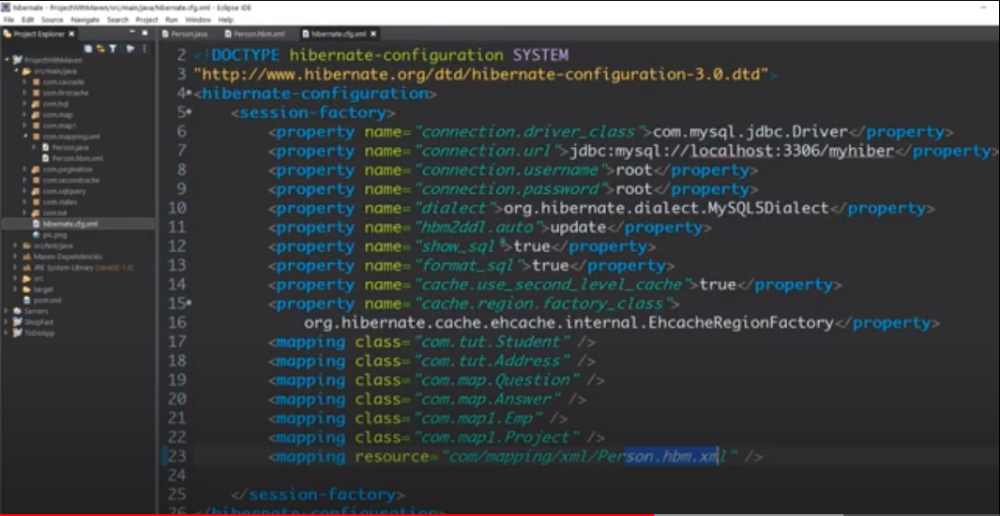 hibernate - ProjectWithMaven/src/main/java/hibernate.cfg.xml - Eclipse IDE
File Edit Source Navigate Search Project Run Window Help
Project Explorer
Person.java Person.hbm.xml hibernate.cfg.xml
ProjectWithMaven
src/main/java
com.cascade
com.firstcache
com.hql
com.map
com.map1
com.mapping.xml
Person.java
Person.hbm.xml
com.pagination
com.secondcache
com.sqlquery
com.states
com.tut
hibernate.cfg.xml
pic.png
src/test/java
Maven Dependencies
JRE System Library
src
target
pom.xml
Servers
ShopFast
ToDoApp
2 <!DOCTYPE hibernate-configuration SYSTEM
3 "http://www.hibernate.org/dtd/hibernate-configuration-3.0.dtd">
4 <hibernate-configuration>
5 <session-factory>
6 <property name="connection.driver_class">com.mysql.jdbc.Driver</property>
7 <property name="connection.url">jdbc:mysql://localhost:3306/myhiber</property>
8 <property name="connection.username">root</property>
9 <property name="connection.password">root</property>
10 <property name="dialect">org.hibernate.dialect.MySQL5Dialect</property>
11 <property name="hbm2ddl.auto">update</property>
12 <property name="show_sql">true</property>
13 <property name="format_sql">true</property>
14 <property name="cache.use_second_level_cache">true</property>
15 <property name="cache.region.factory_class">
16 org.hibernate.cache.ehcache.internal.EhcacheRegionFactory</property>
17 <mapping class="com.tut.Student" />
18 <mapping class="com.tut.Address" />
19 <mapping class="com.map.Question" />
20 <mapping class="com.map.Answer" />
21 <mapping class="com.map1.Emp" />
22 <mapping class="com.map1.Project" />
23 <mapping resource="com/mapping/xml/Person.hbm.xml" />
24
25 </session-factory>
26 </hibernate-configuration>